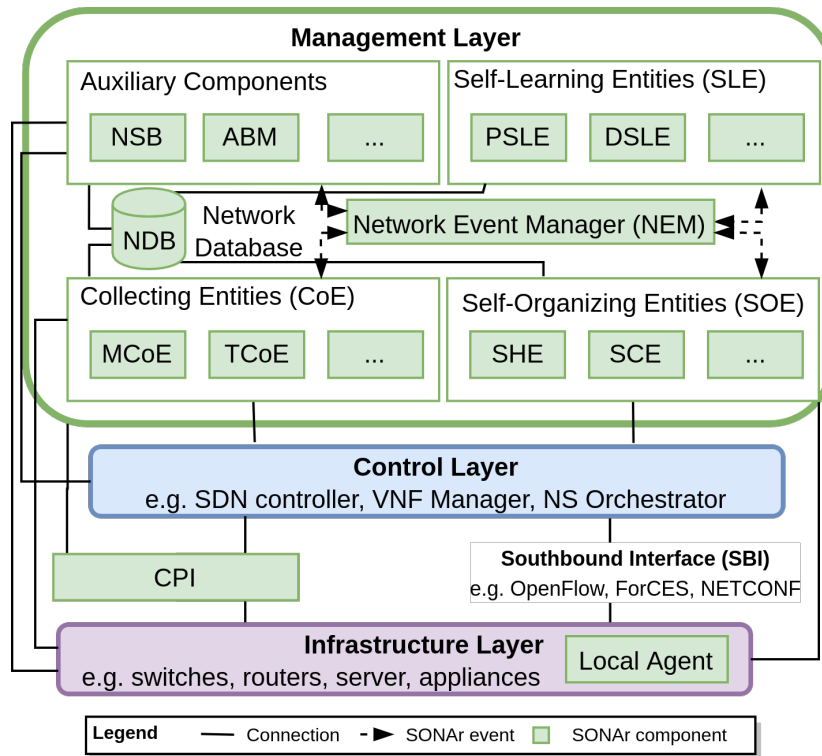 Management Layer
Auxiliary Components
NSB
ABM
...
Self-Learning Entities (SLE)
PSLE
DSLE
...
NDB
Network
Database
Network Event Manager (NEM)
Collecting Entities (CoE)
MCoE
TCoE
...
Self-Organizing Entities (SOE)
SHE
SCE
...
Control Layer
e.g. SDN controller, VNF Manager, NS Orchestrator
CPI
Southbound Interface (SBI)
e.g. OpenFlow, ForCES, NETCONF
Infrastructure Layer
e.g. switches, routers, server, appliances
Local Agent
Legend
Connection
SONAr event
SONAr component